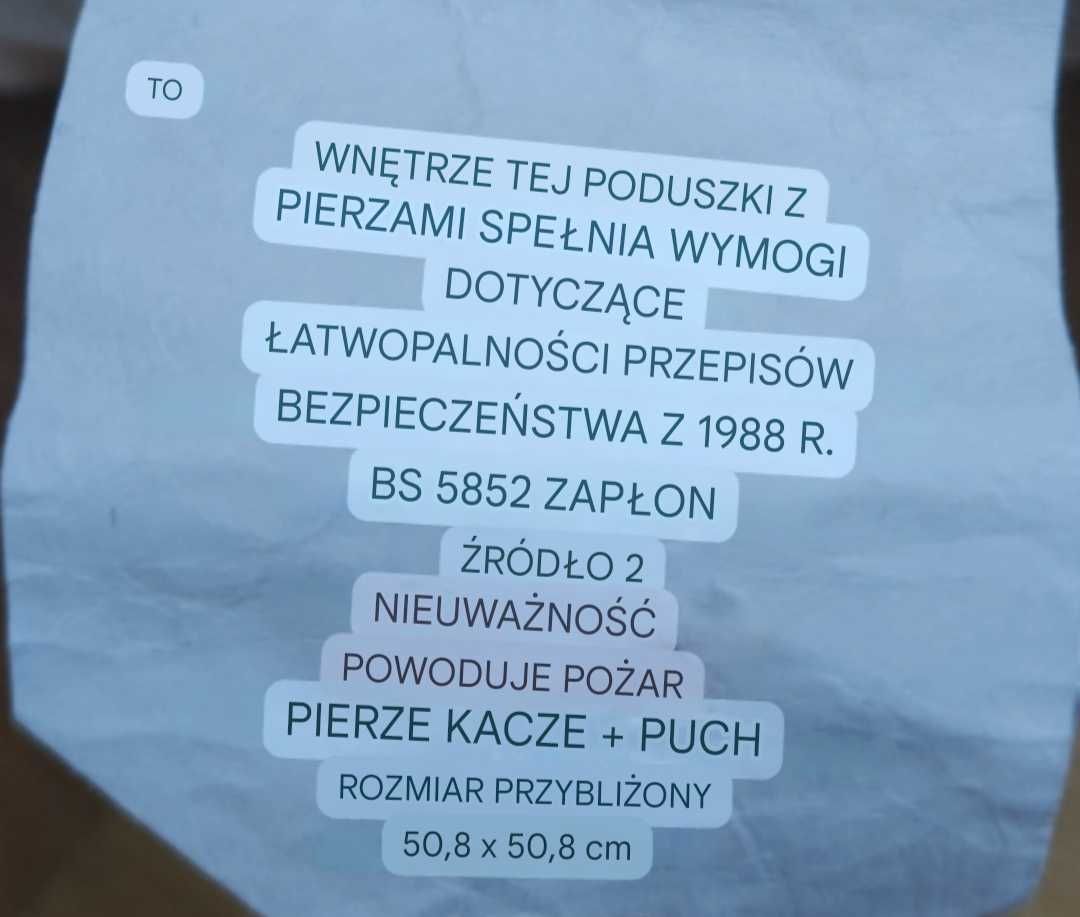 TO
WNĘTRZE TEJ PODUSZKI Z
PIERZAMI SPEŁNIA WYMOGI
DOTYCZĄCE
ŁATWOPALNOŚCI PRZEPISÓW
BEZPIECZEŃSTWA Z 1988 R.
BS 5852 ZAPŁON
ŹRÓDŁO 2
NIEUWAŻNOŚĆ
POWODUJE POŻAR
PIERZE KACZE + PUCH
ROZMIAR PRZYBLIŻONY
50,8 x 50,8 cm